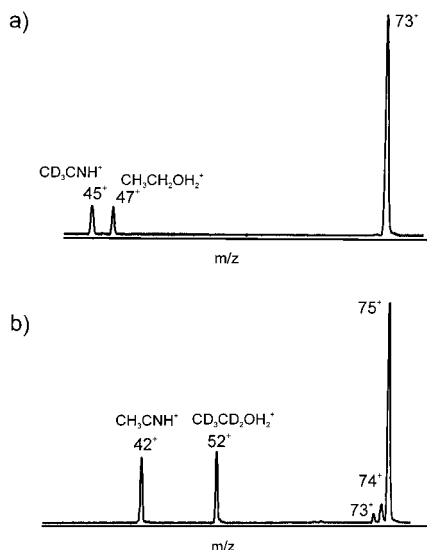 a)
73⁺
CD₃CNH⁺
CH₃CH₂OH₂⁺
45⁺
47⁺
m/z
b)
75⁺
CH₃CNH⁺
CD₃CD₂OH₂⁺
42⁺
52⁺
74⁺
73⁺
m/z